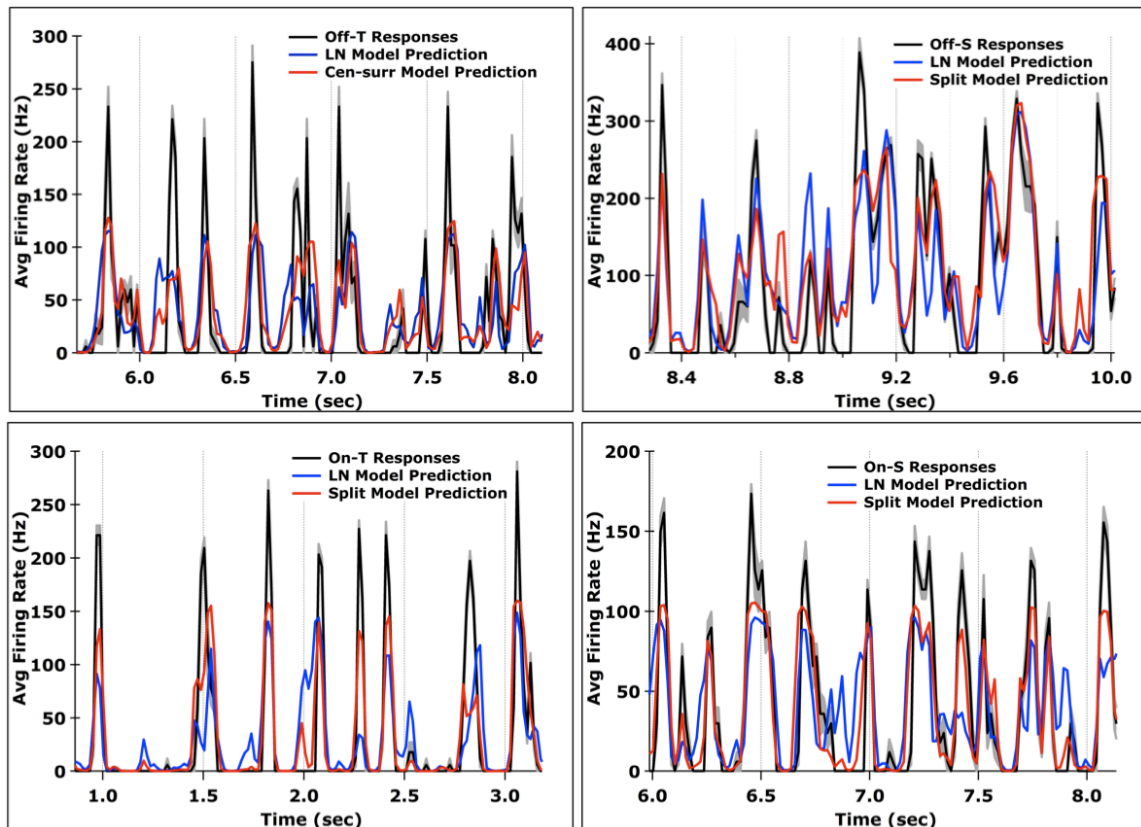 Off-T Responses
LN Model Prediction
Cen-surr Model Prediction
Avg Firing Rate (Hz)
300
250
200
150
100
50
0
6.0 6.5 7.0 7.5 8.0
Time (sec)
Off-S Responses
LN Model Prediction
Split Model Prediction
Avg Firing Rate (Hz)
400
300
200
100
0
8.4 8.8 9.2 9.6 10.0
Time (sec)
On-T Responses
LN Model Prediction
Split Model Prediction
Avg Firing Rate (Hz)
300
250
200
150
100
50
0
1.0 1.5 2.0 2.5 3.0
Time (sec)
On-S Responses
LN Model Prediction
Split Model Prediction
Avg Firing Rate (Hz)
200
150
100
50
0
6.0 6.5 7.0 7.5 8.0
Time (sec)